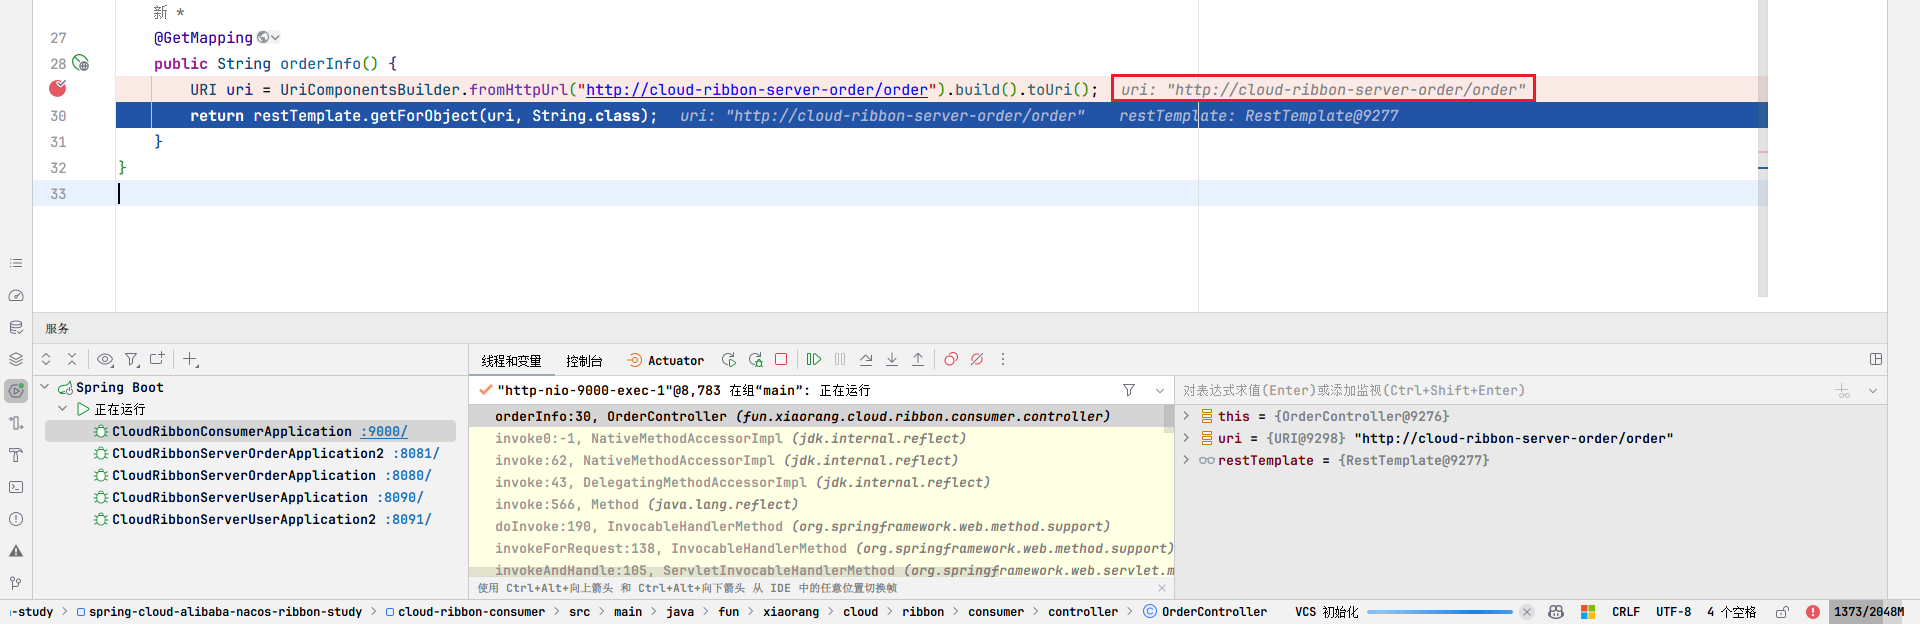 新 *
27 @GetMapping
28 public String orderInfo() {
URI uri = UriComponentsBuilder.fromHttpUrl("http://cloud-ribbon-server-order/order").build().toUri(); uri: "http://cloud-ribbon-server-order/order"
30 return restTemplate.getForObject(uri, String.class); uri: "http://cloud-ribbon-server-order/order" restTemplate: RestTemplate@9277
31 }
32 }
33
服务
线程和变量 控制台 Actuator
Spring Boot
正在运行
CloudRibbonConsumerApplication :9000/
CloudRibbonServerOrderApplication2 :8081/
CloudRibbonServerOrderApplication :8080/
CloudRibbonServerUserApplication :8090/
CloudRibbonServerUserApplication2 :8091/
"http-nio-9000-exec-1"@8,783 在组“main”: 正在运行
orderInfo:30, OrderController (fun.xiaorang.cloud.ribbon.consumer.controller)
invoke0:-1, NativeMethodAccessorImpl (jdk.internal.reflect)
invoke:62, NativeMethodAccessorImpl (jdk.internal.reflect)
invoke:43, DelegatingMethodAccessorImpl (jdk.internal.reflect)
invoke:566, Method (java.lang.reflect)
doInvoke:190, InvocableHandlerMethod (org.springframework.web.method.support)
invokeForRequest:138, InvocableHandlerMethod (org.springframework.web.method.support)
invokeAndHandle:105, ServletInvocableHandlerMethod (org.springframework.web.servlet.m
使用 Ctrl+Alt+向上箭头 和 Ctrl+Alt+向下箭头 从 IDE 中的任意位置切换帧
对表达式求值(Enter)或添加监视(Ctrl+Shift+Enter)
this = {OrderController@9276}
uri = {URI@9298} "http://cloud-ribbon-server-order/order"
restTemplate = {RestTemplate@9277}
-study > spring-cloud-alibaba-nacos-ribbon-study > cloud-ribbon-consumer > src > main > java > fun > xiaorang > cloud > ribbon > consumer > controller > OrderController VCS 初始化 CRLF UTF-8 4 个空格 1373/2048M